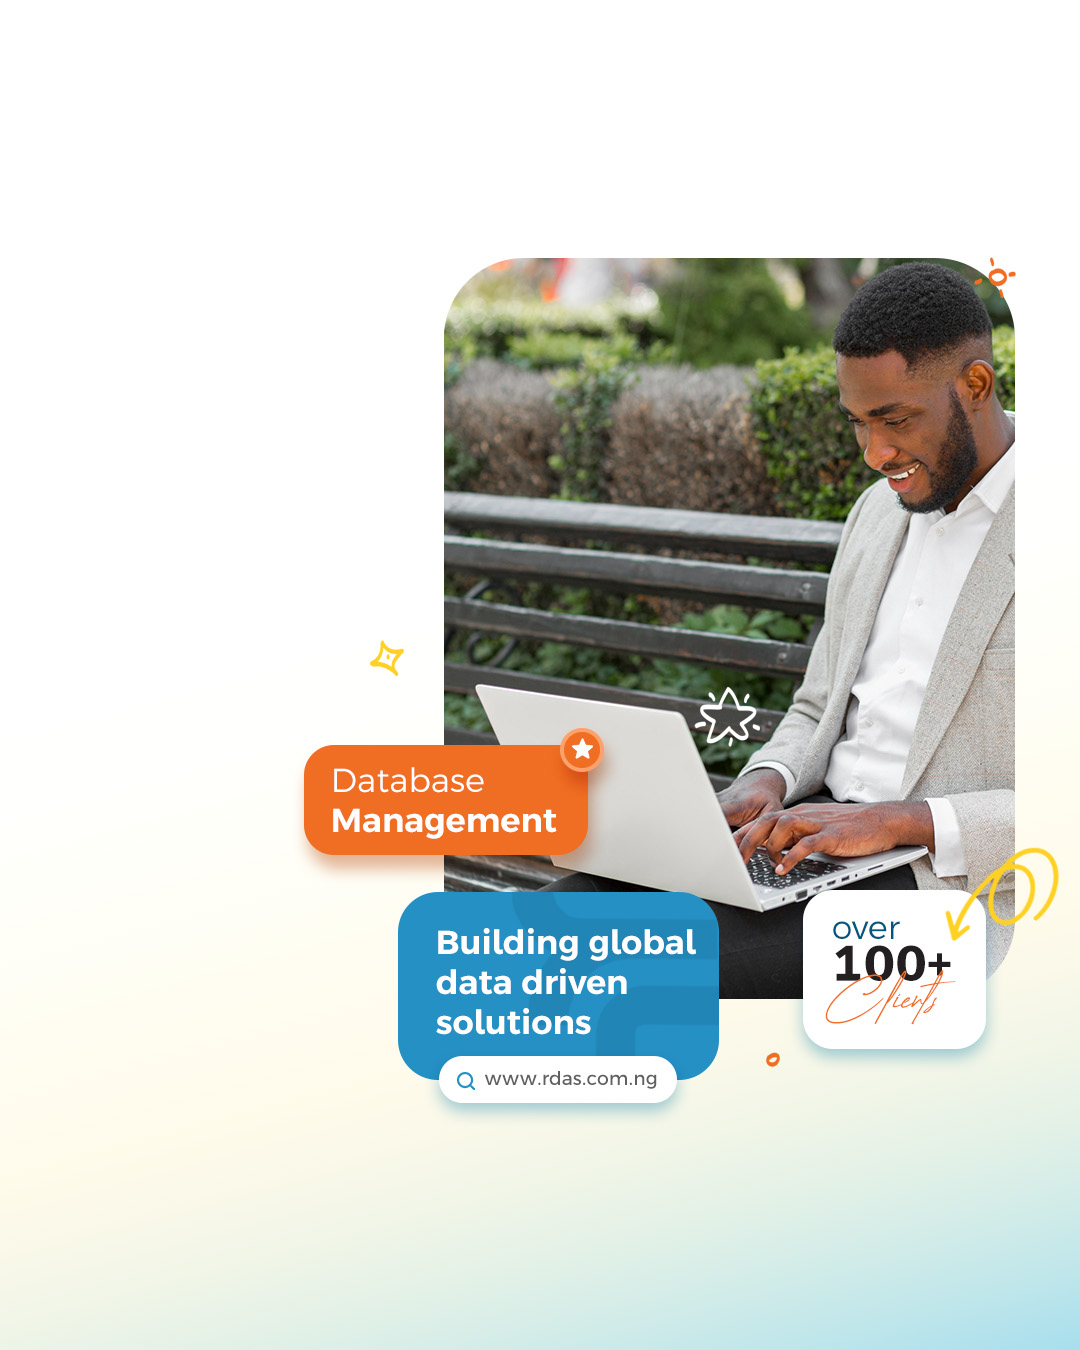 Database
Management
Building global
data driven
solutions
www.rdas.com.ng
over
100+
Clients